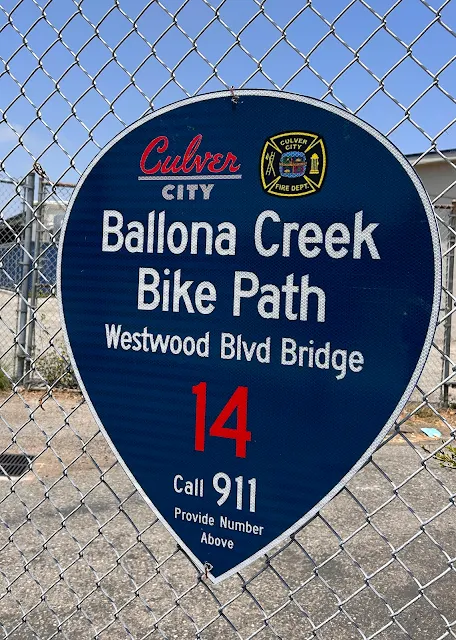 Culver
CITY
CULVER
CITY
FIRE DEPT.
Ballona Creek
Bike Path
Westwood Blvd Bridge
14
Call 911
Provide Number
Above